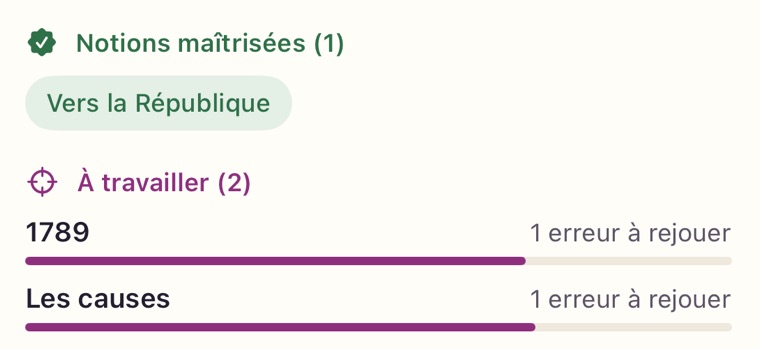 Notions maîtrisées (1)
Vers la République
À travailler (2)
1789 1 erreur à rejouer
Les causes 1 erreur à rejouer